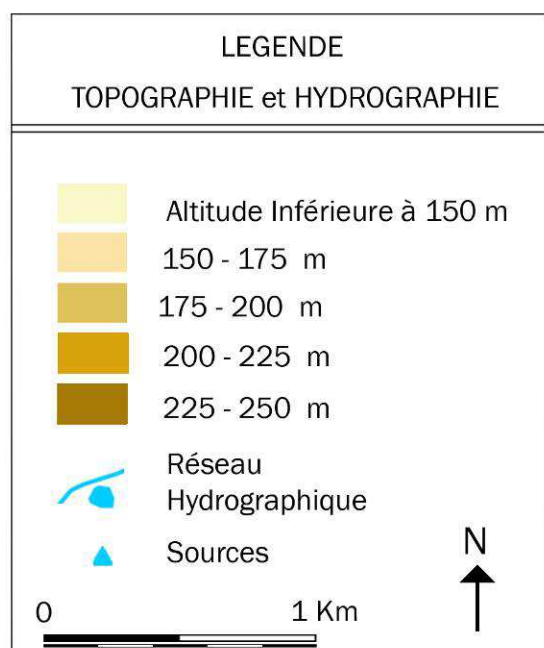 LEGENDE
TOPOGRAPHIE et HYDROGRAPHIE
Altitude Inférieure à 150 m
150 - 175 m
175 - 200 m
200 - 225 m
225 - 250 m
Réseau
Hydrographique
Sources
N
0 1 Km